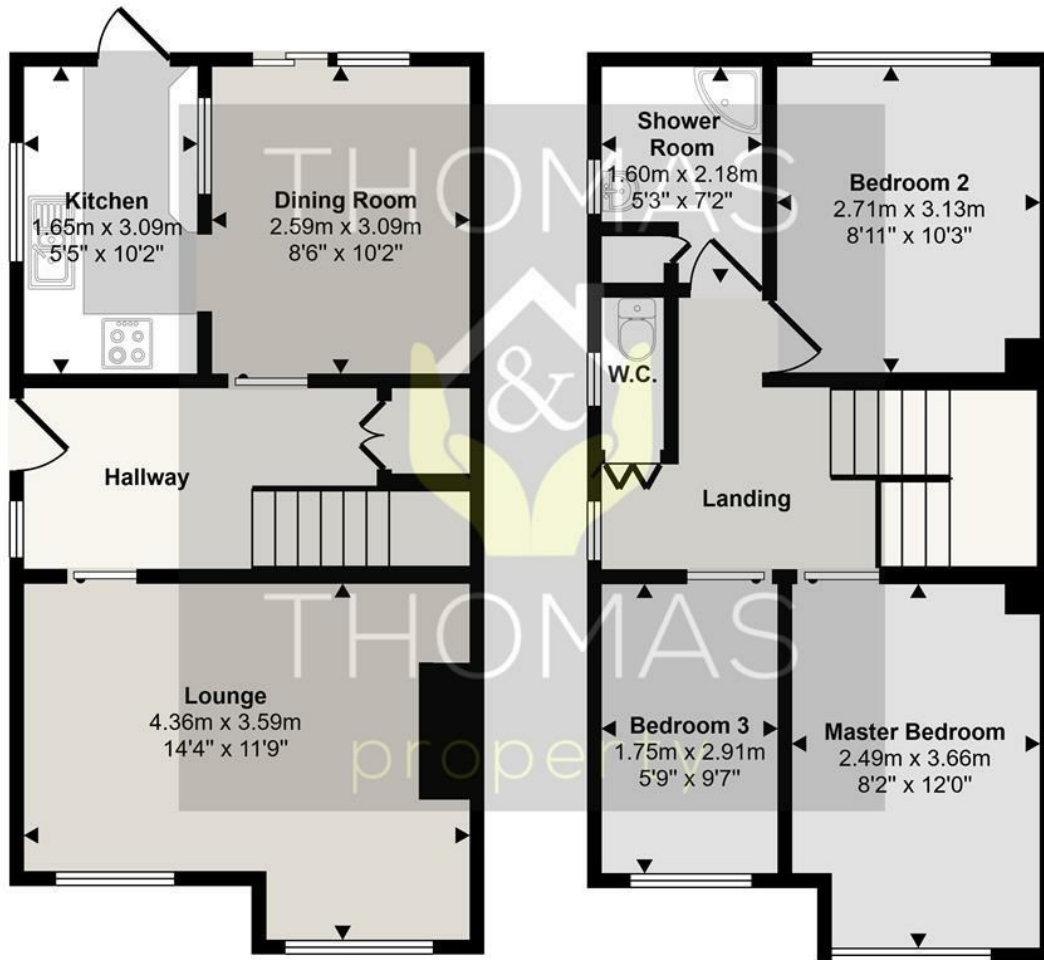 Kitchen
1.65m x 3.09m
5'5" x 10'2"
Dining Room
2.59m x 3.09m
8'6" x 10'2"
Hallway
Lounge
4.36m x 3.59m
14'4" x 11'9"
Shower
Room
1.60m x 2.18m
5'3" x 7'2"
Bedroom 2
2.71m x 3.13m
8'11" x 10'3"
W.C.
Landing
Bedroom 3
1.75m x 2.91m
5'9" x 9'7"
Master Bedroom
2.49m x 3.66m
8'2" x 12'0"
THOMAS
&
THOMAS
property